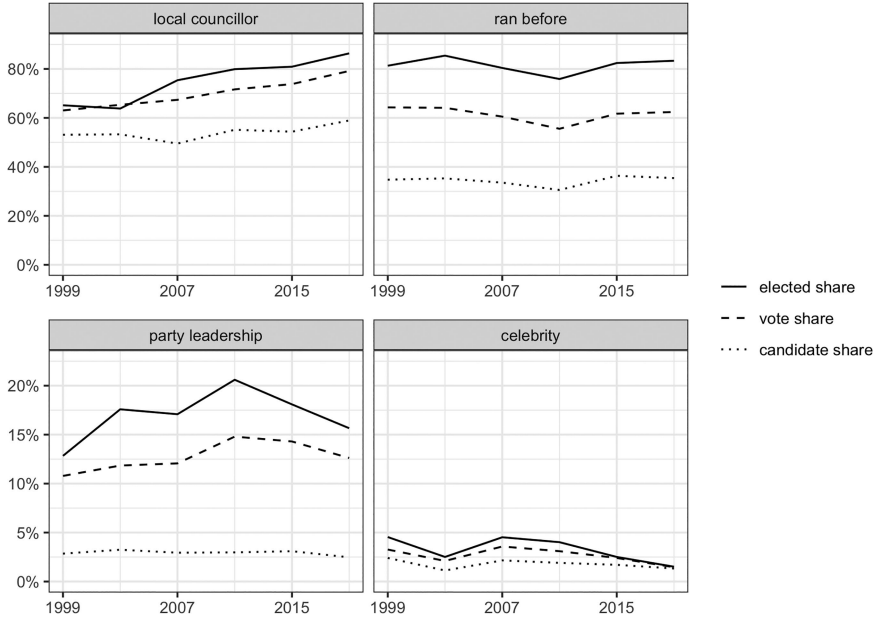 local councillor
ran before
80%
60%
40%
20%
0%
1999 2007 2015
1999 2007 2015
elected share
vote share
candidate share
party leadership
celebrity
20%
15%
10%
5%
0%
1999 2007 2015
1999 2007 2015